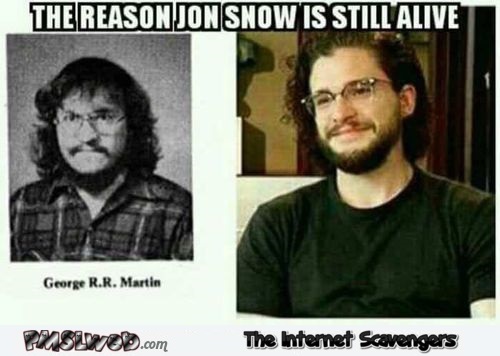 THE REASON JON SNOW IS STILL ALIVE
George R.R. Martin
PMSLWeb.com
The Internet Scavengers